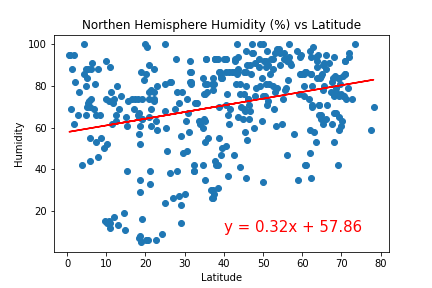 Northen Hemisphere Humidity (%) vs Latitude
100
80
60
40
20
Humidity
y = 0.32x + 57.86
0 10 20 30 40 50 60 70 80
Latitude